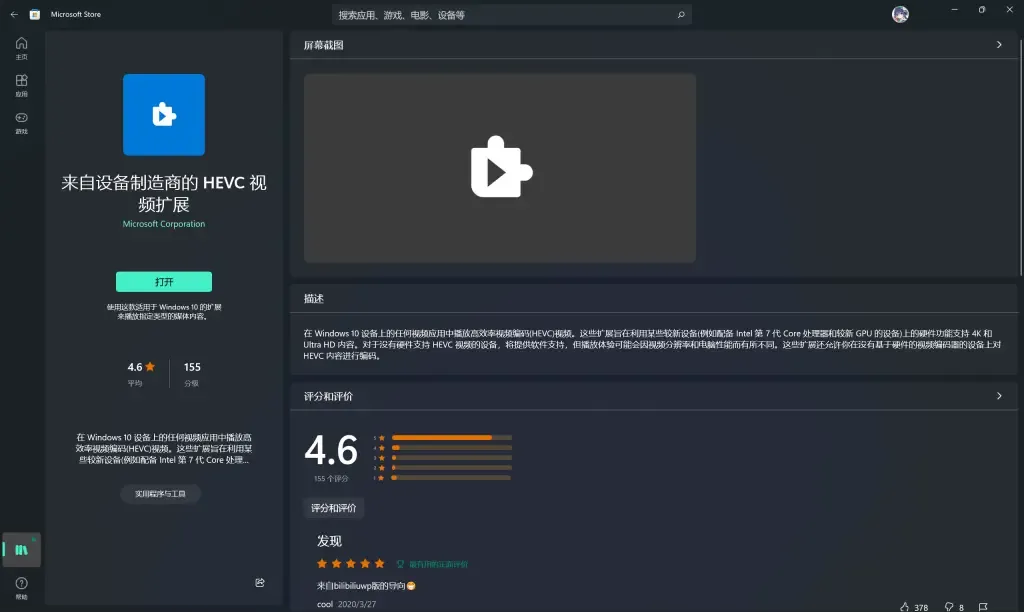 Microsoft Store
搜索应用、游戏、电影、设备等
主页
应用
游戏
帮助
来自设备制造商的 HEVC 视
频扩展
Microsoft Corporation
打开
使用这款适用于 Windows 10 的扩展
来播放指定类型的媒体内容。
4.6
平均
155
分级
在 Windows 10 设备上的任何视频应用中播放高
效率视频编码(HEVC)视频。这些扩展旨在利用某
些较新设备(例如配备 Intel 第 7 代 Core 处理...
实用程序与工具
屏幕截图
描述
在 Windows 10 设备上的任何视频应用中播放高效率视频编码(HEVC)视频。这些扩展旨在利用某些较新设备(例如配备 Intel 第 7 代 Core 处理器和较新 GPU 的设备)上的硬件功能支持 4K 和
Ultra HD 内容。对于没有硬件支持 HEVC 视频的设备，将提供软件支持，但播放体验可能会因视频分辨率和电脑性能而有所不同。这些扩展还允许你在没有基于硬件的视频编码器的设备上对
HEVC 内容进行编码。
评分和评价
4.6
155 个评分
5
4
3
2
1
评分和评价
发现
最有用的正面评价
来自bilibiliuwp版的导向
cool 2020/3/27
378
8